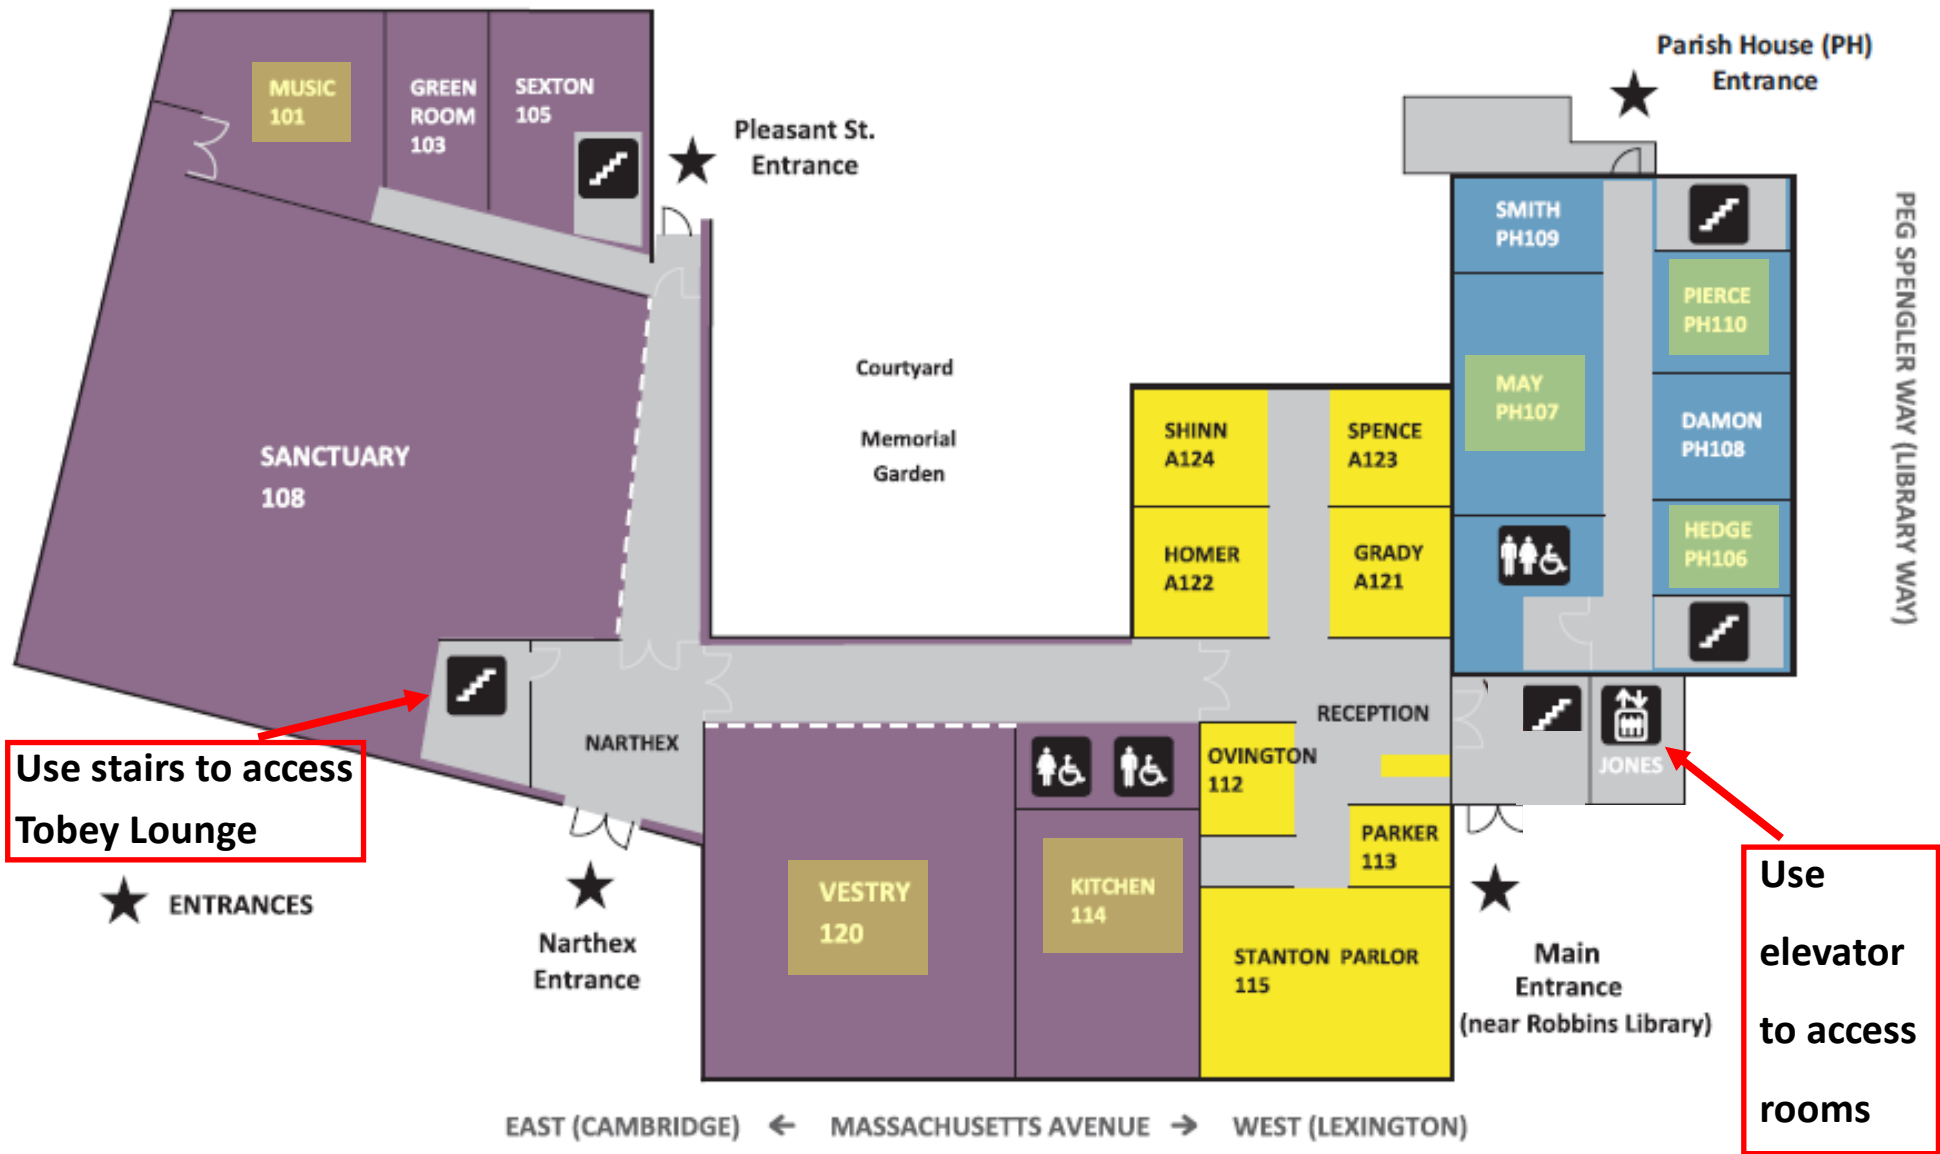 MUSIC
101
GREEN
ROOM
103
SEXTON
105
Pleasant St.
Entrance
Parish House (PH)
Entrance
SMITH
PH109
PIERCE
PH110
MAY
PH107
DAMON
PH108
HEDGE
PH106
PEG SPENGLER WAY (LIBRARY WAY)
Courtyard
Memorial
Garden
SANCTUARY
108
SHINN
A124
SPENCE
A123
HOMER
A122
GRADY
A121
NARTHEX
RECEPTION
OVINGTON
112
JONES
PARKER
113
Use stairs to access
Tobey Lounge
ENTRANCES
Narthex
Entrance
VESTRY
120
KITCHEN
114
STANTON PARLOR
115
Main
Entrance
(near Robbins Library)
Use
elevator
to access
rooms
EAST (CAMBRIDGE) ← MASSACHUSETTS AVENUE → WEST (LEXINGTON)